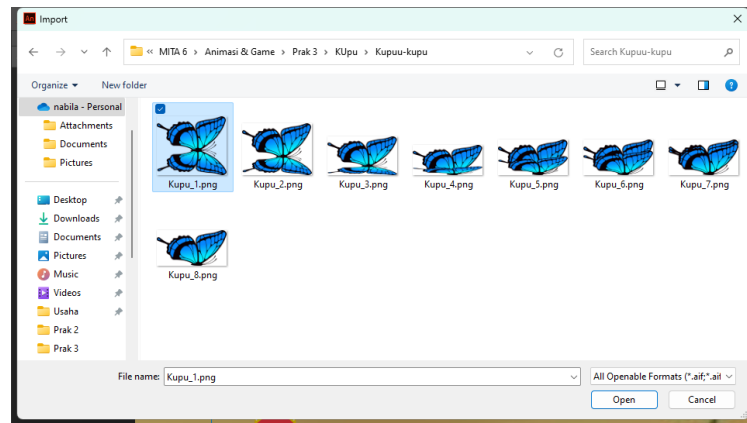 An Import
« MITA 6 > Animasi & Game > Prak 3 > KUpu > Kupuu-kupu
Search Kupuu-kupu
Organize New folder
nabila - Personal
Attachments
Documents
Pictures
Desktop
Downloads
Documents
Pictures
Music
Videos
Usaha
Prak 2
Prak 3
Kupu_1.png Kupu_2.png Kupu_3.png Kupu_4.png Kupu_5.png Kupu_6.png Kupu_7.png
Kupu_8.png
File name: Kupu_1.png
All Openable Formats (*.aif;*.aif
Open Cancel